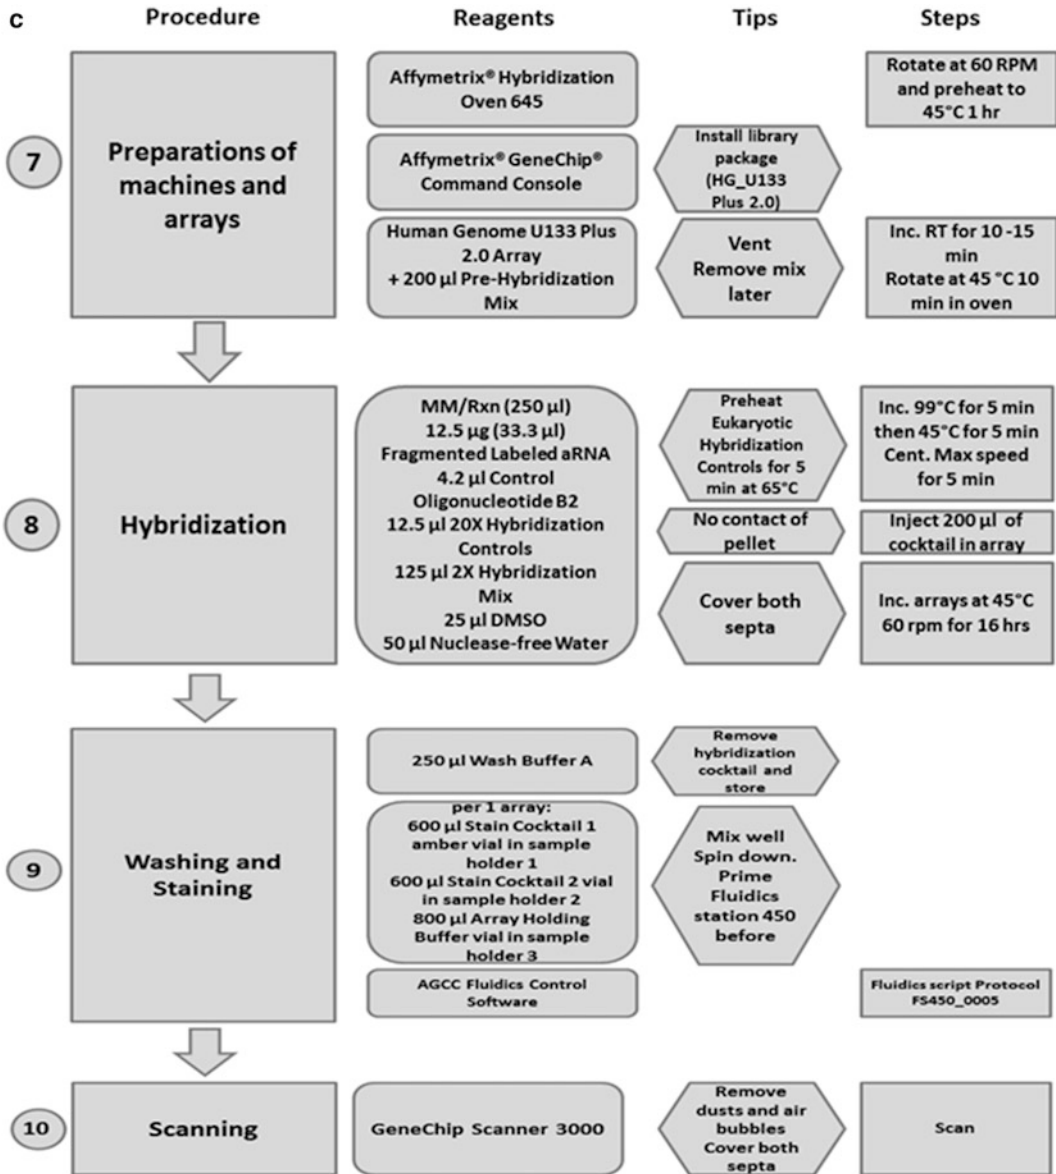 c
Procedure
Reagents
Tips
Steps
7
Preparations of
machines and
arrays
Affymetrix® Hybridization
Oven 645
Rotate at 60 RPM
and preheat to
45°C 1 hr
Affymetrix® GeneChip®
Command Console
Install library
package
(HG_U133
Plus 2.0)
Human Genome U133 Plus
2.0 Array
+ 200 µl Pre-Hybridization
Mix
Vent
Remove mix
later
Inc. RT for 10 -15
min
Rotate at 45 °C 10
min in oven
8
Hybridization
MM/Rxn (250 µl)
12.5 µg (33.3 µl)
Fragmented Labeled aRNA
4.2 µl Control
Oligonucleotide B2
12.5 µl 20X Hybridization
Controls
125 µl 2X Hybridization
Mix
25 µl DMSO
50 µl Nuclease-free Water
Preheat
Eukaryotic
Hybridization
Controls for 5
min at 65°C
Inc. 99°C for 5 min
then 45°C for 5 min
Cent. Max speed
for 5 min
No contact of
pellet
Inject 200 µl of
cocktail in array
Cover both
septa
Inc. arrays at 45°C
60 rpm for 16 hrs
9
Washing and
Staining
250 µl Wash Buffer A
Remove
hybridization
cocktail and
store
per 1 array:
600 µl Stain Cocktail 1
amber vial in sample
holder 1
600 µl Stain Cocktail 2 vial
in sample holder 2
800 µl Array Holding
Buffer vial in sample
holder 3
Mix well
Spin down.
Prime
Fluidics
station 450
before
AGCC Fluidics Control
Software
Fluidics script Protocol
FS450_0005
10
Scanning
GeneChip Scanner 3000
Remove
dusts and air
bubbles
Cover both
septa
Scan